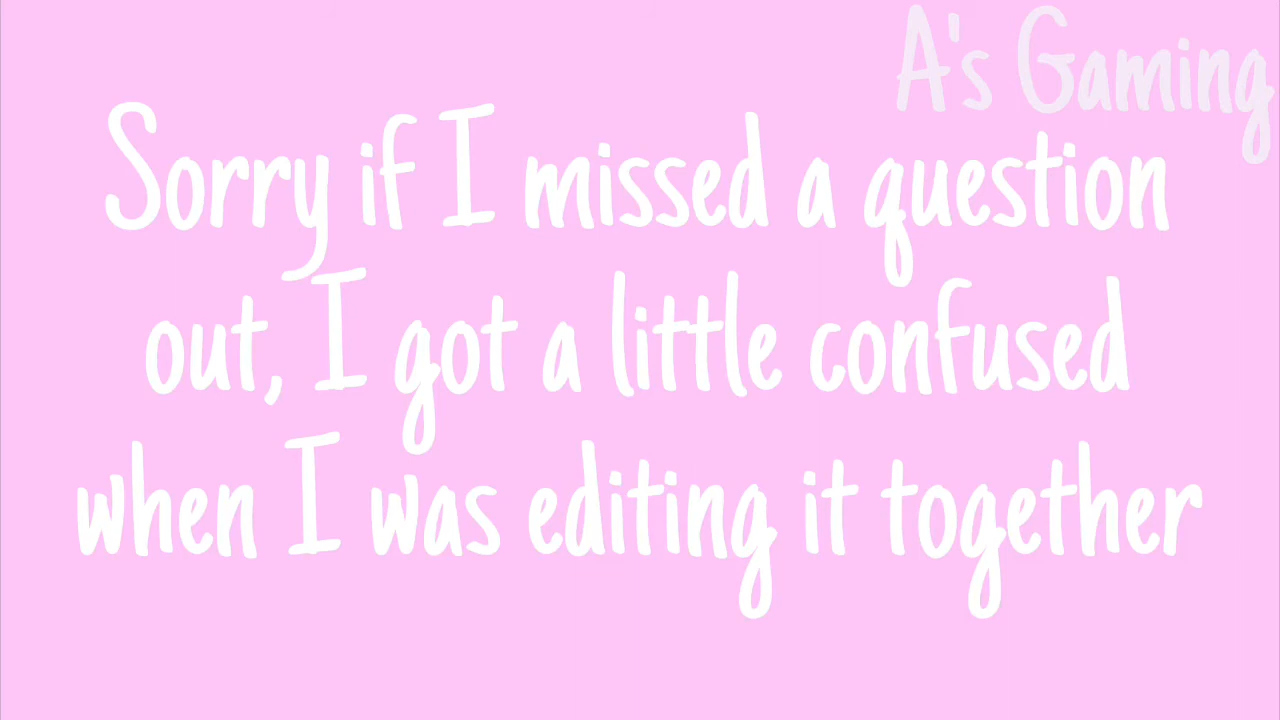 A's Gaming
Sorry if I missed a question
out, I got a little confused
when I was editing it together